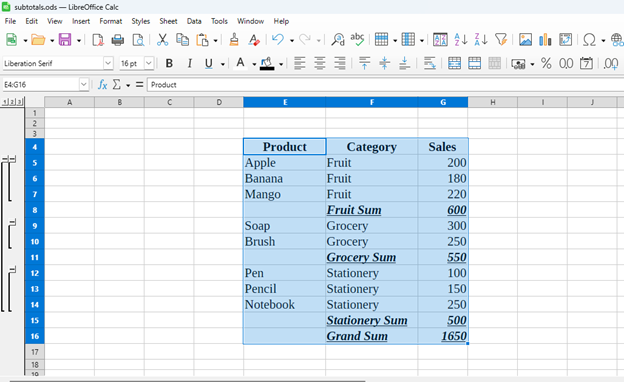 subtotals.ods — LibreOffice Calc
File Edit View Insert Format Styles Sheet Data Tools Window Help
Liberation Serif 16 pt B I U A
E4:G16 fx Σ = Product
1 2 3 A B C D E F G H I J
1
2
3
4 Product Category Sales
5 Apple Fruit 200
6 Banana Fruit 180
7 Mango Fruit 220
8 Fruit Sum 600
9 Soap Grocery 300
10 Brush Grocery 250
11 Grocery Sum 550
12 Pen Stationery 100
13 Pencil Stationery 150
14 Notebook Stationery 250
15 Stationery Sum 500
16 Grand Sum 1650
17
18
19